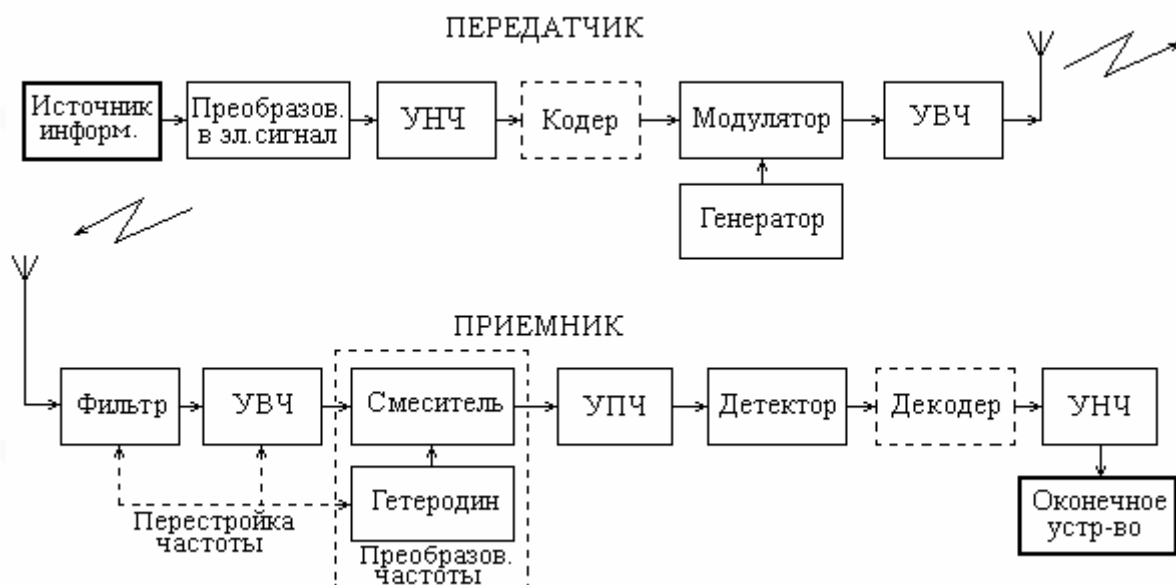 ПЕРЕДАТЧИК
Источник
информ.
Преобразов.
в эл.сигнал
УНЧ
Кодер
Модулятор
УВЧ
Генератор
ПРИЕМНИК
Фильтр
УВЧ
Смеситель
УПЧ
Детектор
Декодер
УНЧ
Гетеродин
Перестройка
частоты
Преобразов.
частоты
Оконечное
устр-во